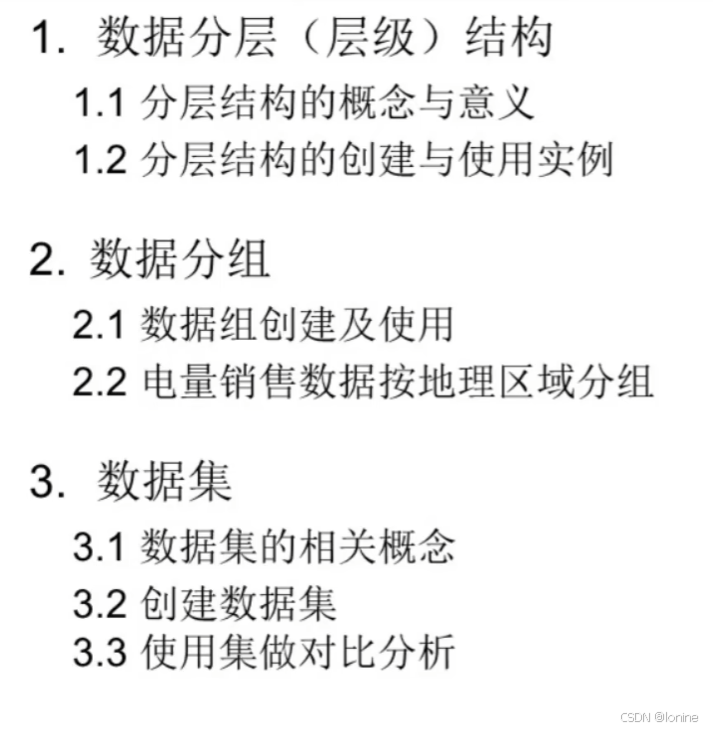 1. 数据分层（层级）结构
1.1 分层结构的概念与意义
1.2 分层结构的创建与使用实例
2. 数据分组
2.1 数据组创建及使用
2.2 电量销售数据按地理区域分组
3. 数据集
3.1 数据集的相关概念
3.2 创建数据集
3.3 使用集做对比分析
CSDN @lonine